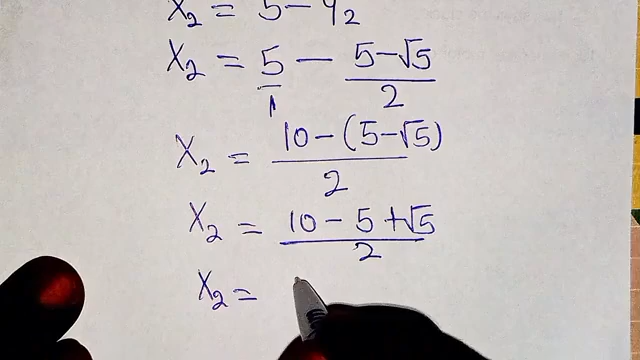 X₂ = 5 - y₂
X₂ = 5/1 - (5-√5)/2
X₂ = (10 - (5-√5))/2
X₂ = (10 - 5 + √5)/2
X₂ =